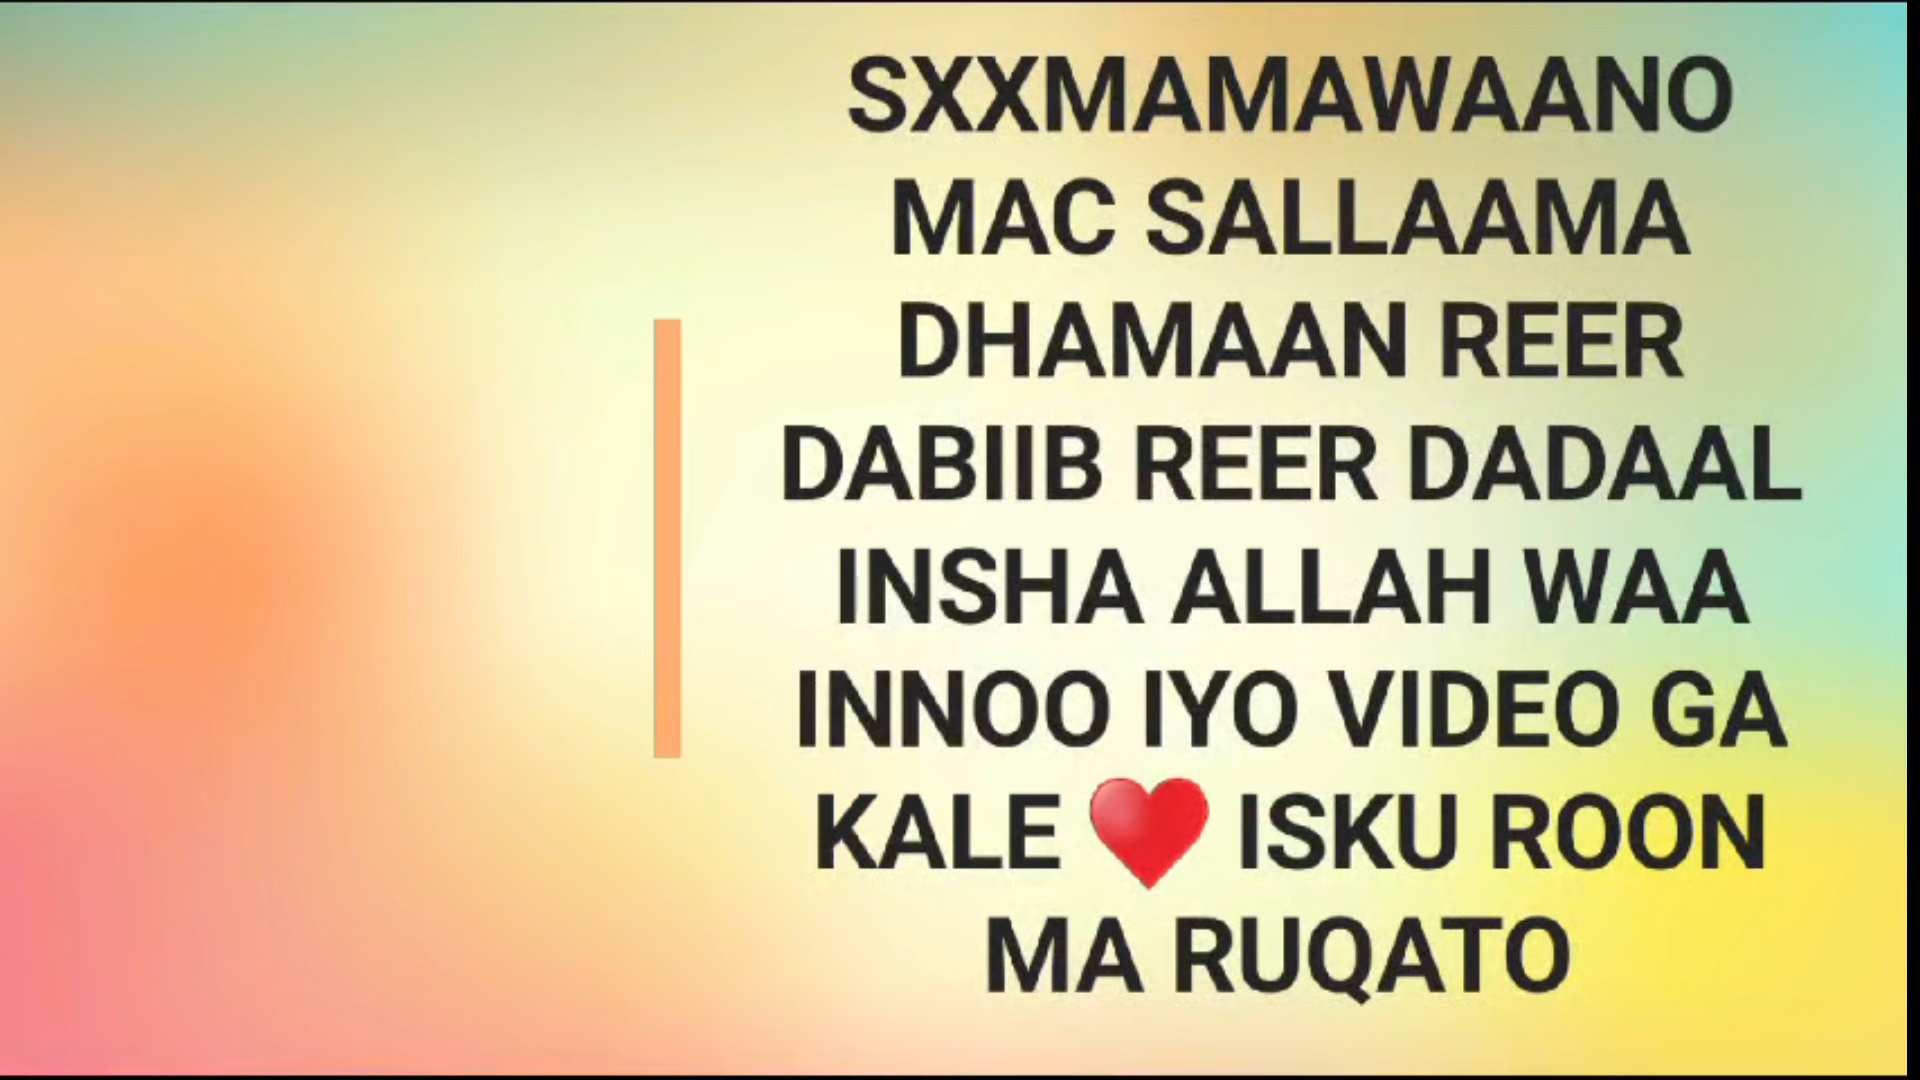 SXXMAMAWAANO
MAC SALLAAMA
DHAMAAN REER
DABIIB REER DADAAL
INSHA ALLAH WAA
INNOO IYO VIDEO GA
KALE ♥️ ISKU ROON
MA RUQATO